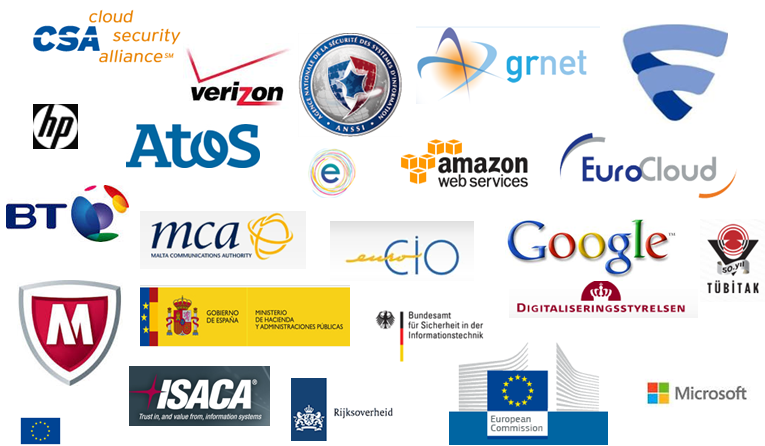 cloud
CSA security
alliance℠
verizon
AGENCE NATIONALE DE LA SÉCURITÉ DES SYSTÈMES D'INFORMATION
ANSSI
grnet
hp
Atos
e
amazon
web services
EuroCloud
BT
mca
MALTA COMMUNICATIONS AUTHORITY
euro CIO
Google™
50.yıl
TÜBİTAK
M
GOBIERNO
DE ESPAÑA
MINISTERIO
DE HACIENDA
Y ADMINISTRACIONES PÚBLICAS
Bundesamt
für Sicherheit in der
Informationstechnik
DIGITALISERINGSSTYRELSEN
ISACA®
Trust in, and value from, information systems
Rijksoverheid
European
Commission
Microsoft